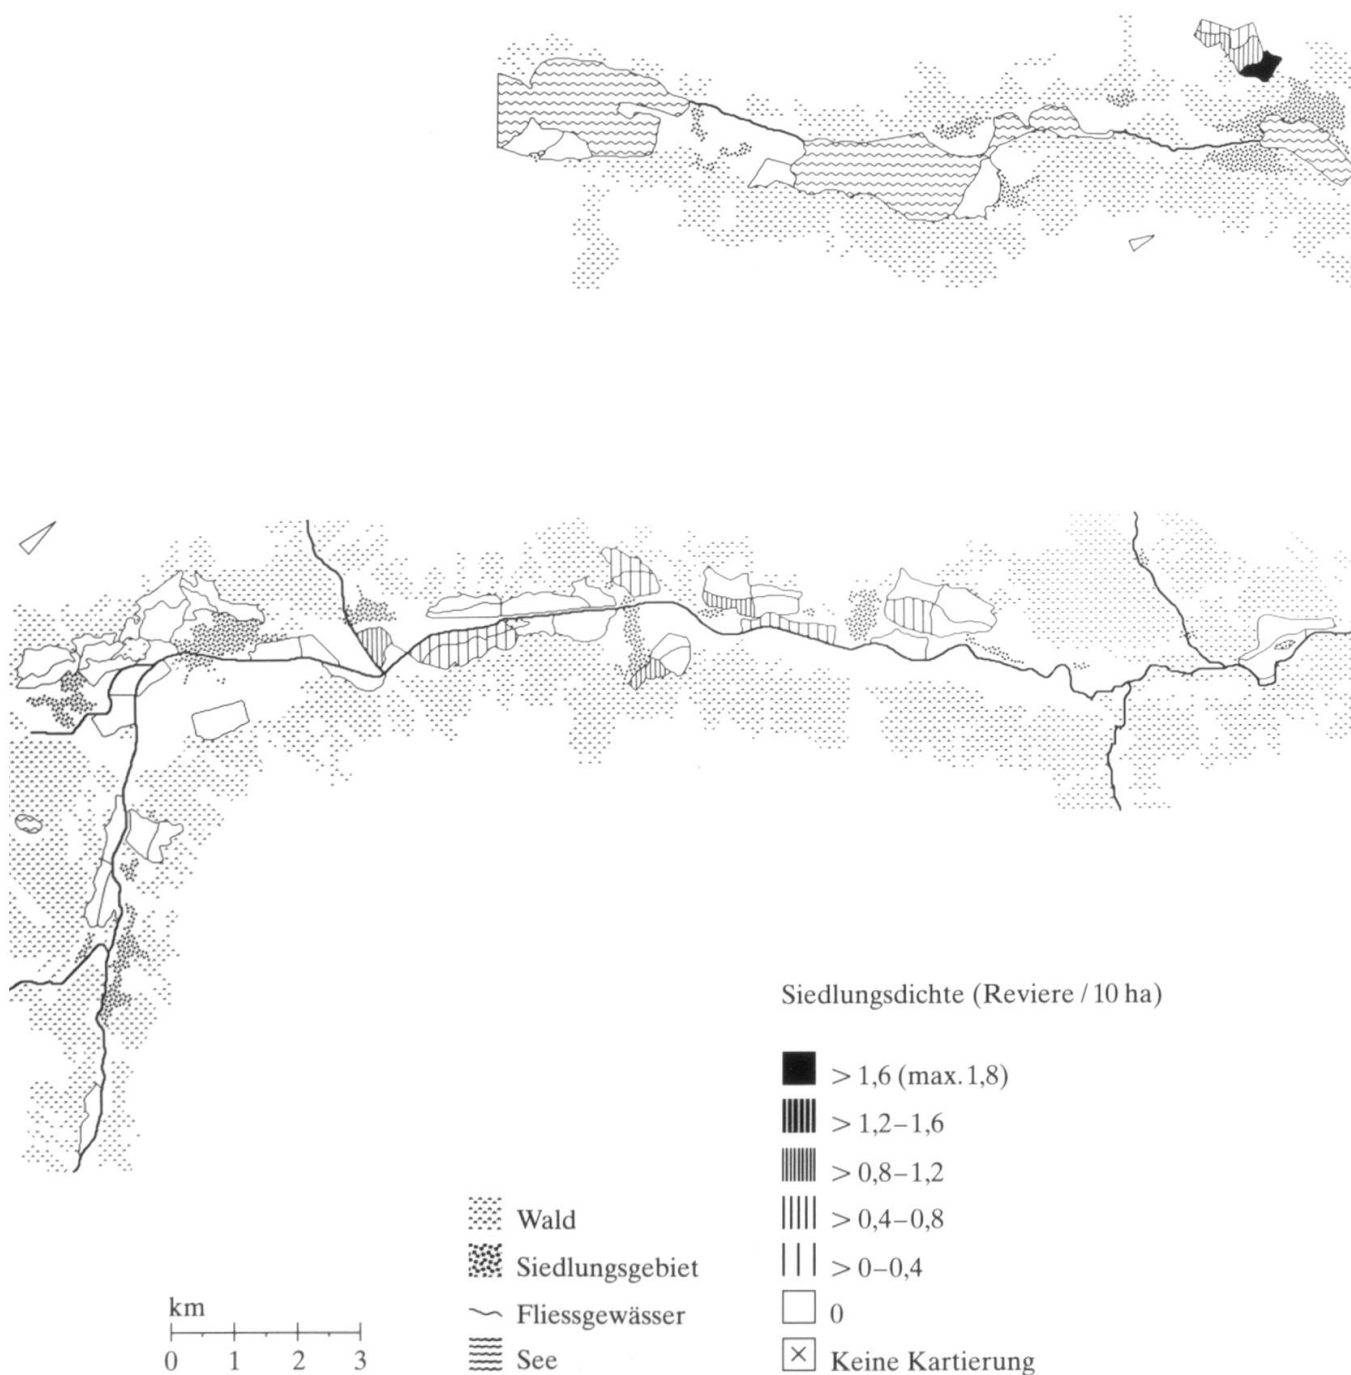 Siedlungsdichte (Reviere / 10 ha)
> 1,6 (max. 1,8)
> 1,2–1,6
> 0,8–1,2
> 0,4–0,8
> 0–0,4
0
Keine Kartierung
Wald
Siedlungsgebiet
Fliessgewässer
See
km
0 1 2 3